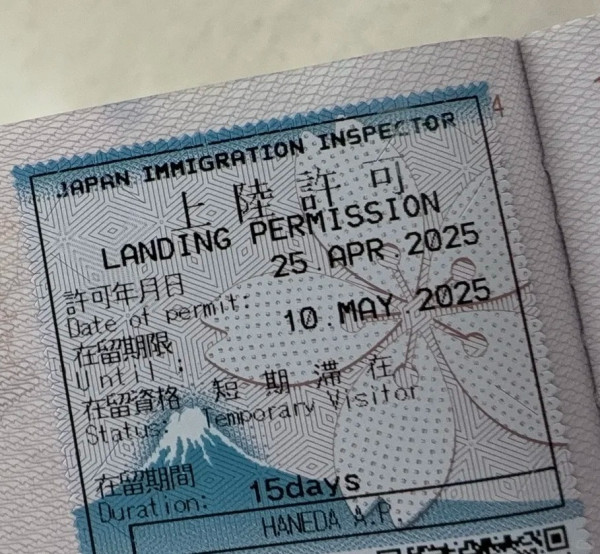 4
JAPAN IMMIGRATION INSPECTOR
上陸許可
LANDING PERMISSION
許可年月日 25.APR.2025
Date of permit:
在留期限 10.MAY.2025
Until :
在留資格 短期滞在
Status: Temporary Visitor
在留期間 15days
Duration:
HANEDA A.P.